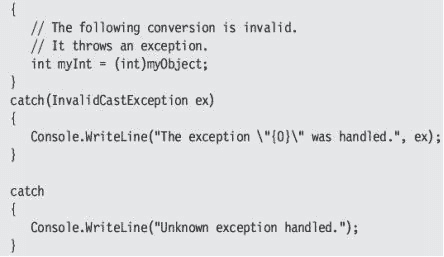 {
// The following conversion is invalid.
// It throws an exception.
int myInt = (int)myObject;
}
catch(InvalidCastException ex)
{
Console.WriteLine("The exception \"{0}\" was handled.", ex);
}
catch
{
Console.WriteLine("Unknown exception handled.");
}